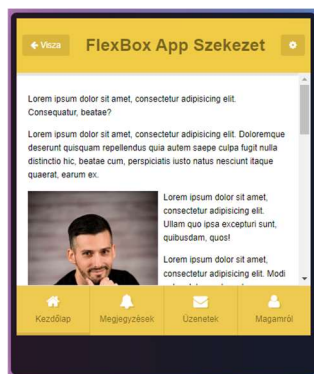 Vissza
FlexBox App Szekezet
Lorem ipsum dolor sit amet, consectetur adipisicing elit.
Consequatur, beatae?
Lorem ipsum dolor sit amet, consectetur adipisicing elit. Doloremque
deserunt quisquam repellendus quia autem saepe culpa fugit nulla
distinctio hic, beatae cum, perspiciatis iusto natus nesciunt itaque
quaerat, earum ex.
Lorem ipsum dolor sit amet,
consectetur adipisicing elit.
Ullam quo ipsa excepturi sunt,
quibusdam, quos!
Lorem ipsum dolor sit amet,
consectetur adipisicing elit. Modi
Kezdőlap
Megjegyzések
Üzenetek
Magamról